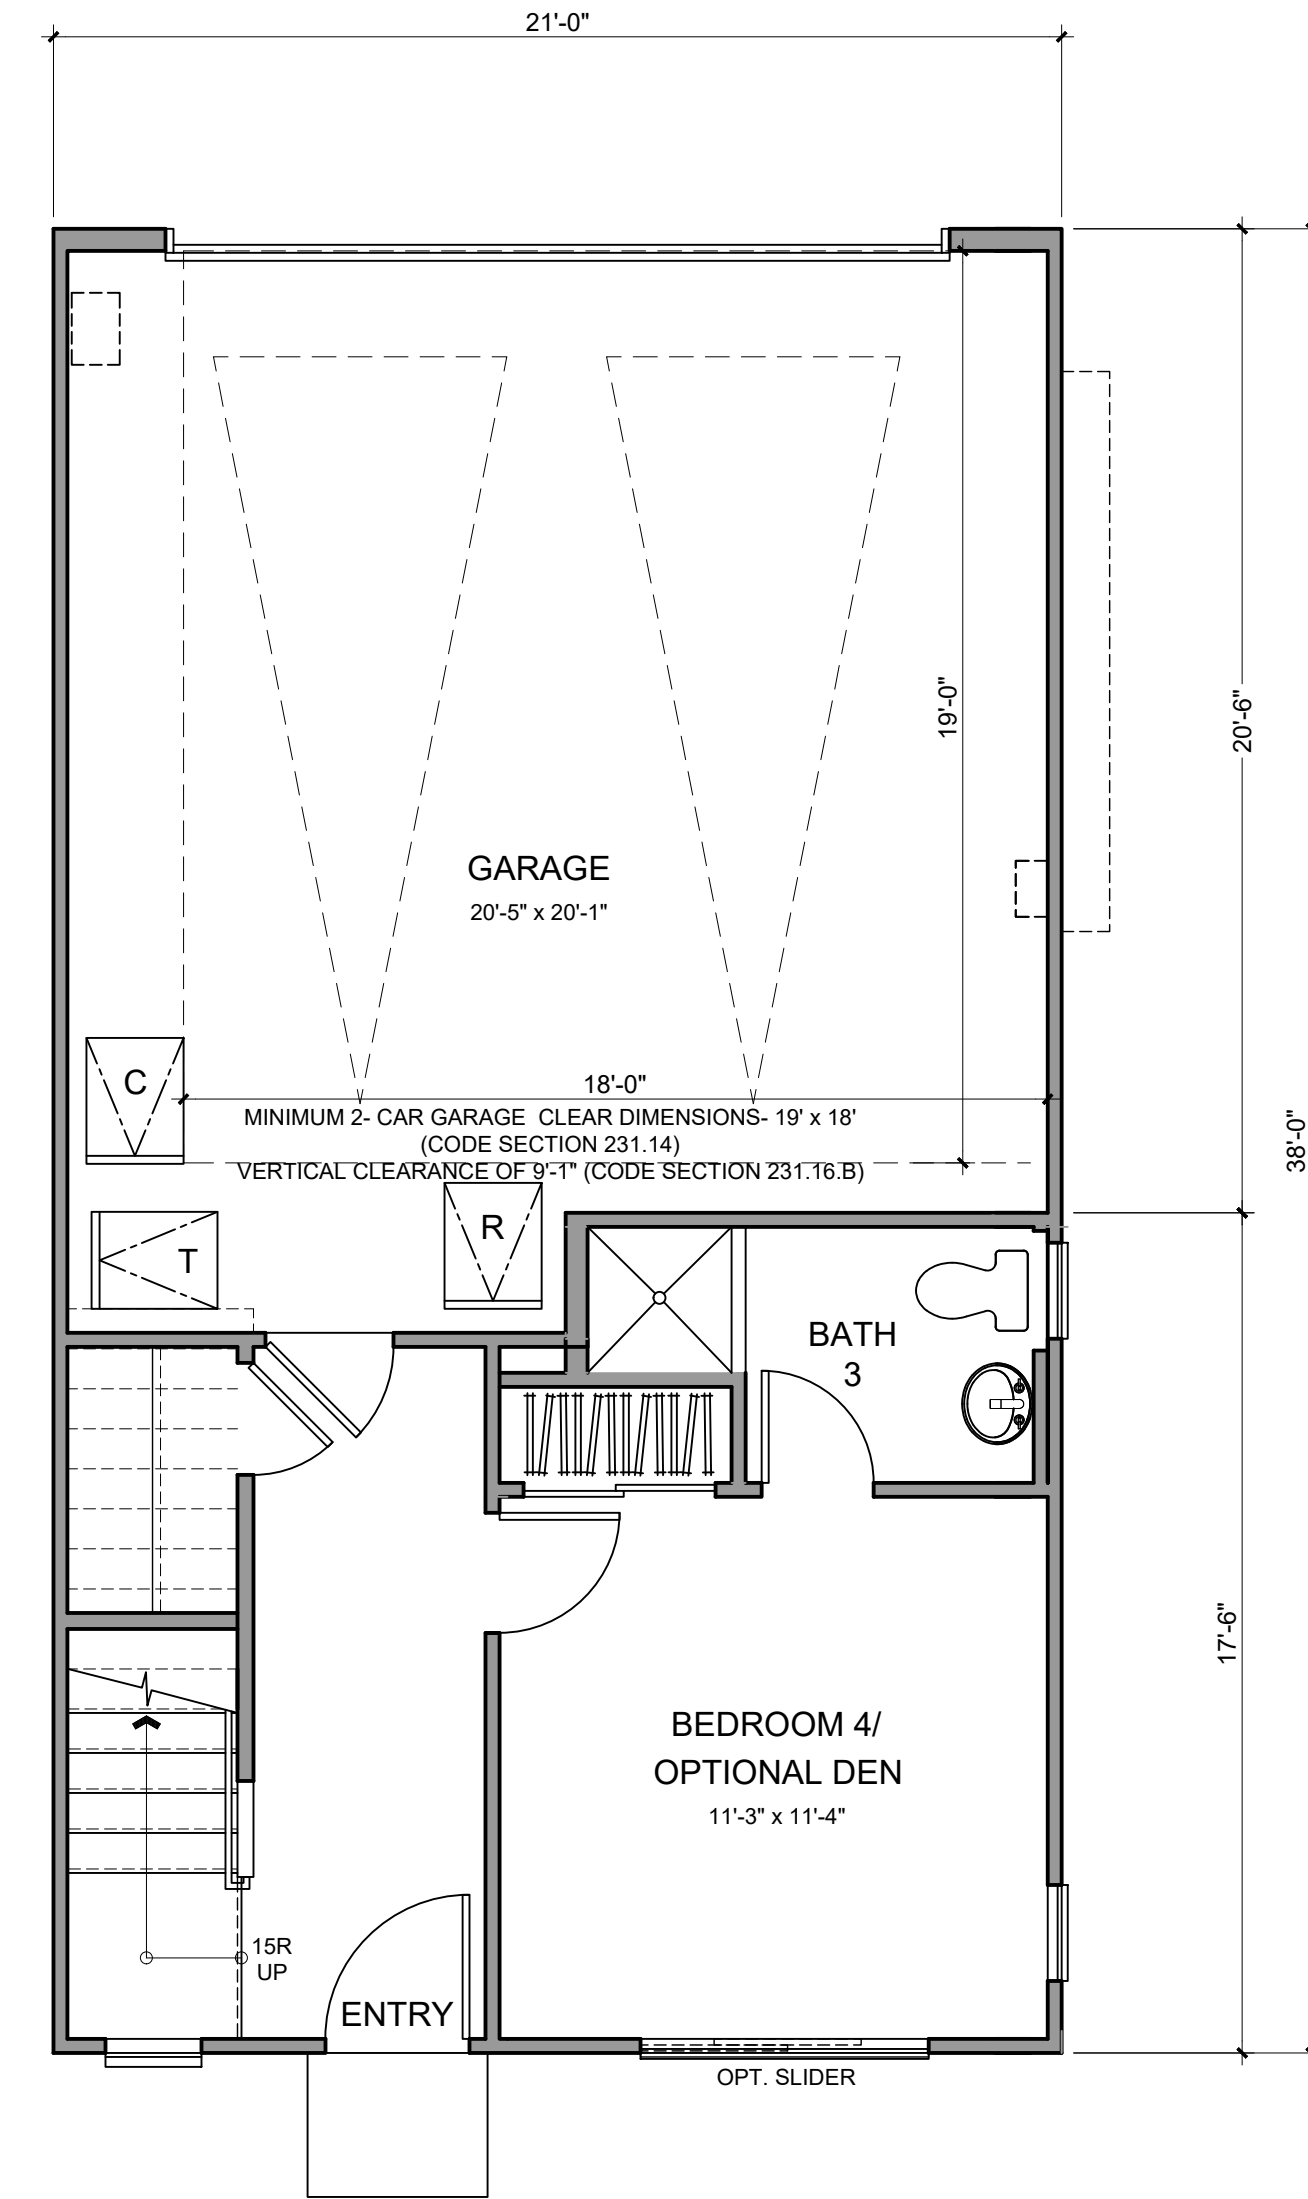 21'-0"
19'-0"
20'-6"
GARAGE
20'-5" x 20'-1"
C
18'-0"
MINIMUM 2- CAR GARAGE CLEAR DIMENSIONS- 19' x 18'
(CODE SECTION 231.14)
VERTICAL CLEARANCE OF 9'-1" (CODE SECTION 231.16.B)
38'-0"
R
T
BATH
3
17'-6"
BEDROOM 4/
OPTIONAL DEN
11'-3" x 11'-4"
15R
UP
ENTRY
OPT. SLIDER